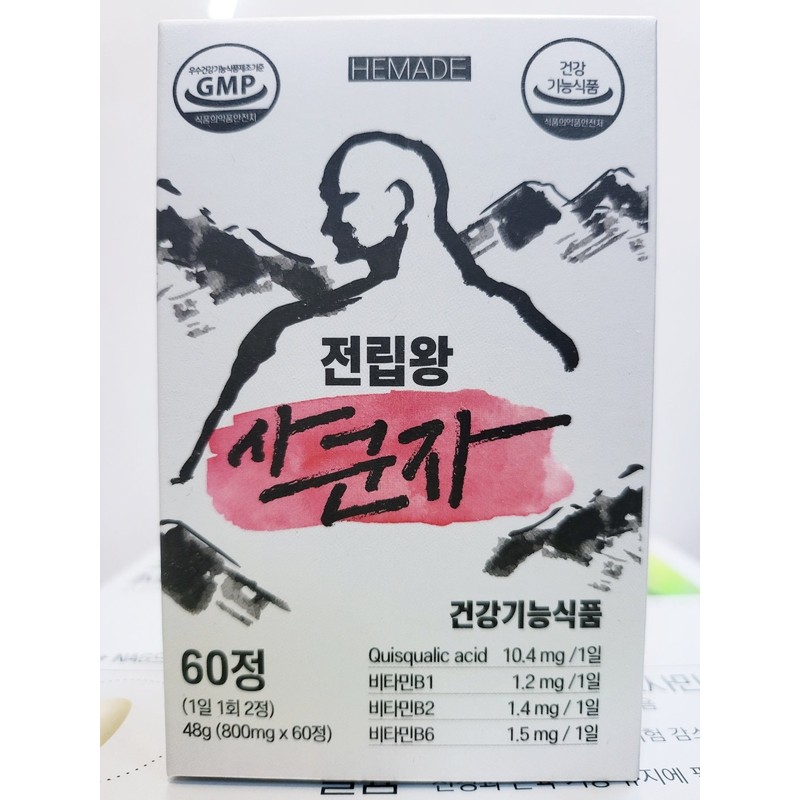 우수건강기능식품제조기준
GMP
식품의약품안전처
HEMADE
건강
기능식품
식품의약품안전처
전립왕
사군자
건강기능식품
60정
(1일 1회 2정)
48g (800mg x 60정)
Quisqualic acid 10.4 mg /1일
비타민B1 1.2 mg /1일
비타민B2 1.4 mg / 1일
비타민B6 1.5 mg / 1일